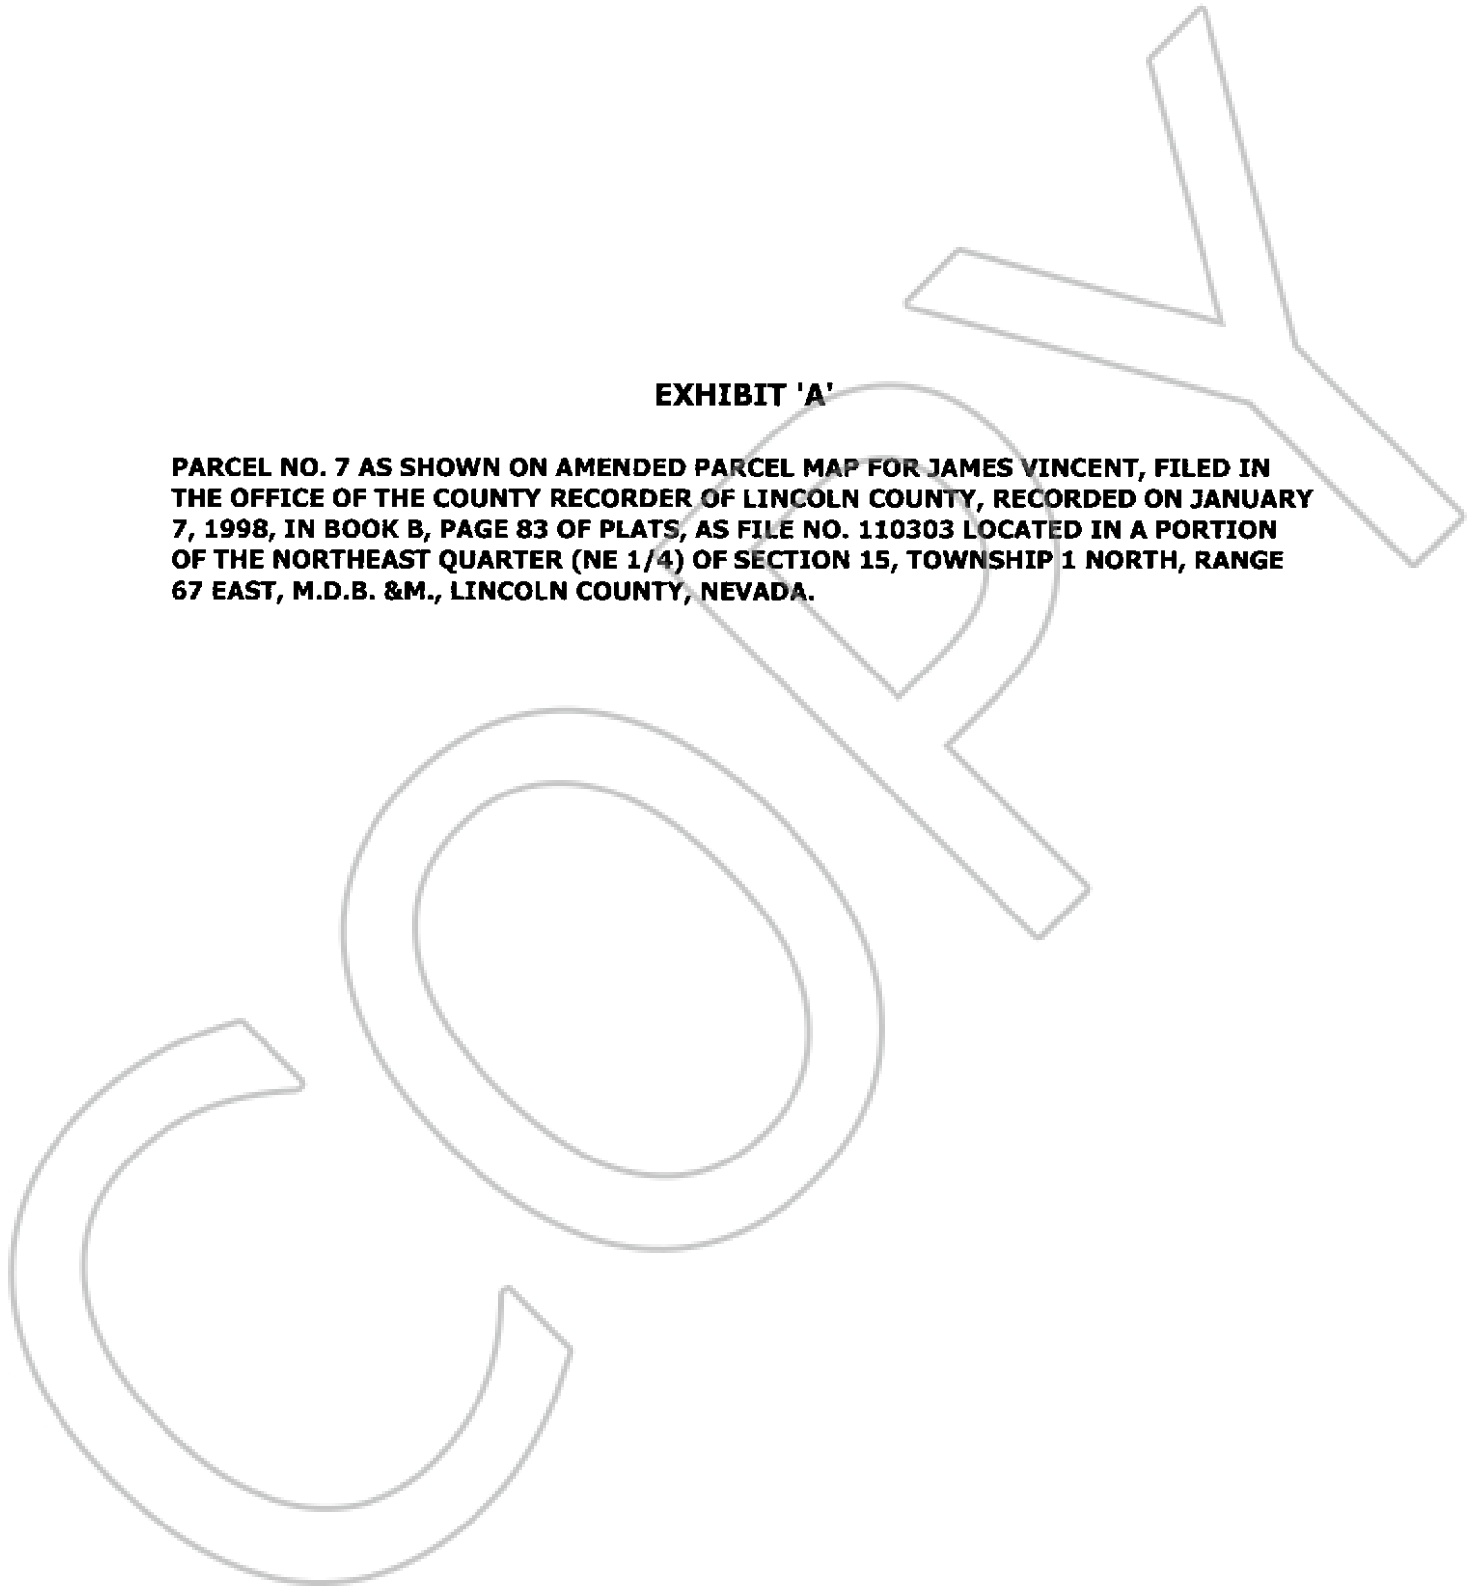 EXHIBIT 'A'
PARCEL NO. 7 AS SHOWN ON AMENDED PARCEL MAP FOR JAMES VINCENT, FILED IN
THE OFFICE OF THE COUNTY RECORDER OF LINCOLN COUNTY, RECORDED ON JANUARY
7, 1998, IN BOOK B, PAGE 83 OF PLATS, AS FILE NO. 110303 LOCATED IN A PORTION
OF THE NORTHEAST QUARTER (NE 1/4) OF SECTION 15, TOWNSHIP 1 NORTH, RANGE
67 EAST, M.D.B. &M., LINCOLN COUNTY, NEVADA.
COPY